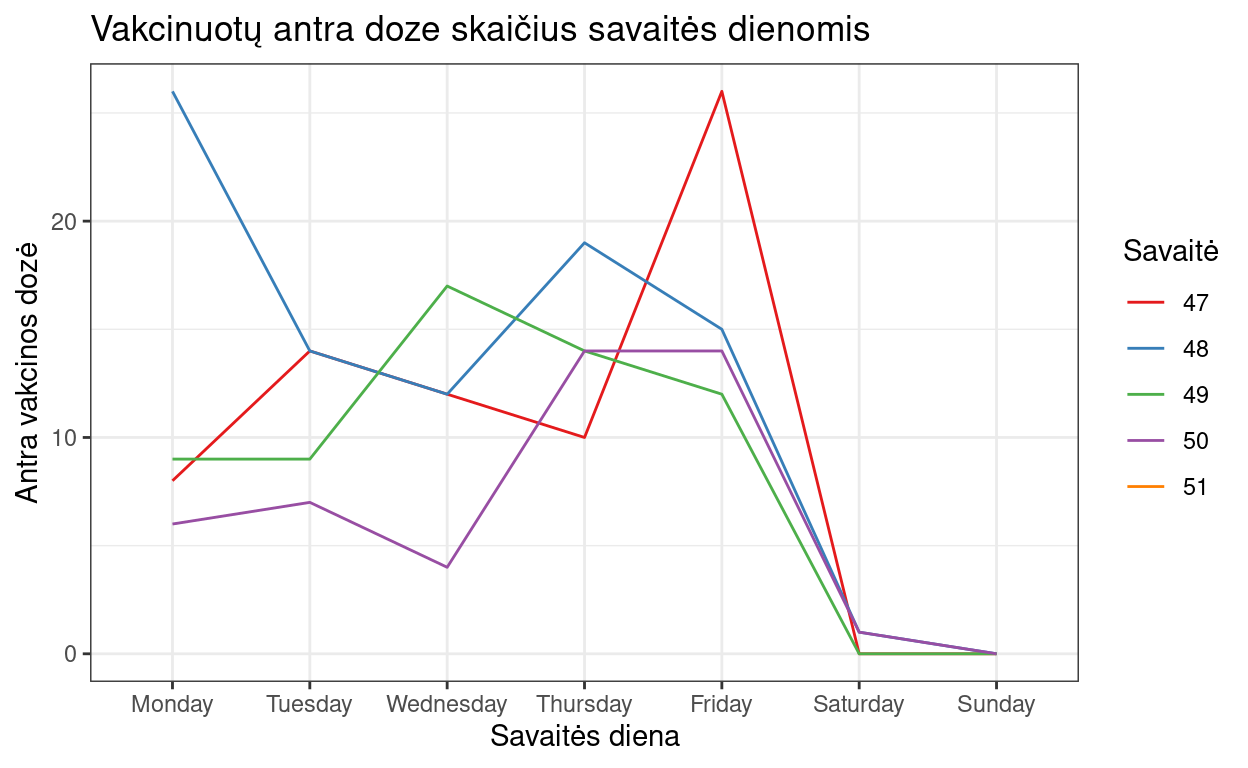 Vakcinuotų antra doze skaičius savaitės dienomis
Antra vakcinos dozė
20
10
0
Monday Tuesday Wednesday Thursday Friday Saturday Sunday
Savaitės diena
Savaitė
47
48
49
50
51